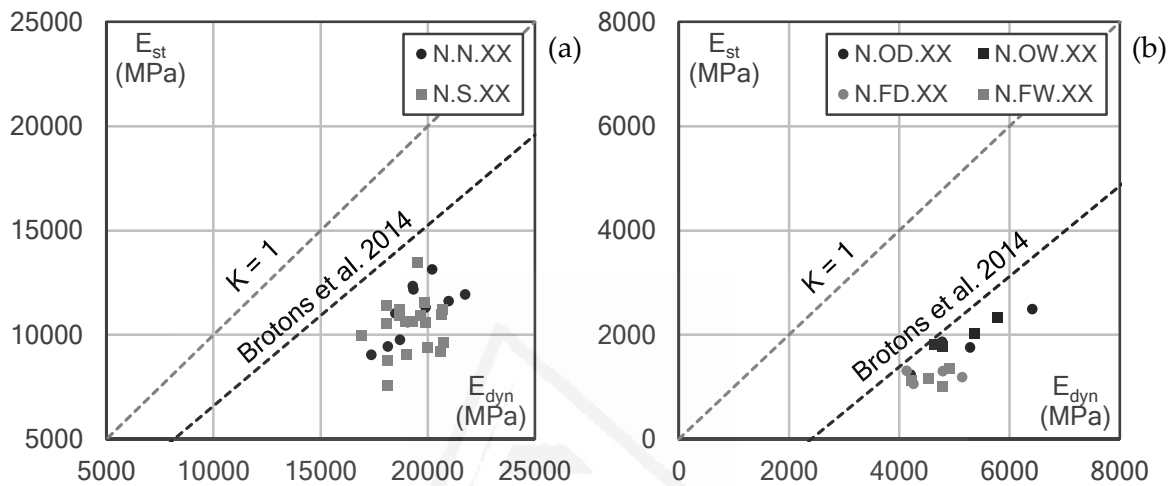 25000
20000
15000
10000
5000
E_st
(MPa)
N.N.XX
N.S.XX
(a)
K = 1
Brotons et al. 2014
E_dyn
(MPa)
5000 10000 15000 20000 25000
8000
6000
4000
2000
0
E_st
(MPa)
N.OD.XX N.OW.XX
N.FD.XX N.FW.XX
(b)
K = 1
Brotons et al. 2014
E_dyn
(MPa)
0 2000 4000 6000 8000